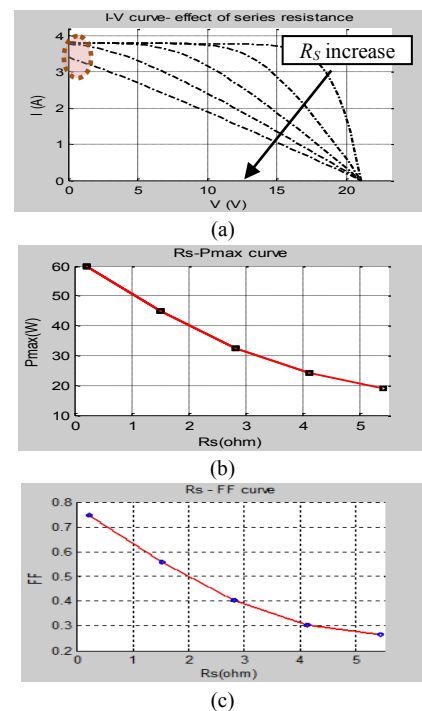 I-V curve- effect of series resistance
4
3
2
1
0
I (A)
RS increase
0 5 10 15 20
V (V)
(a)
Rs-Pmax curve
60
50
40
30
20
10
Pmax(W)
0 1 2 3 4 5
Rs(ohm)
(b)
Rs - FF curve
0.8
0.7
0.6
0.5
0.4
0.3
0.2
FF
0 1 2 3 4 5
Rs(ohm)
(c)